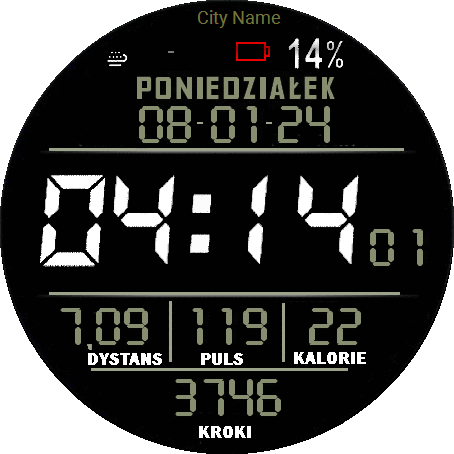 City Name
- 14%
PONIEDZIAŁEK
08-01-24
04:14 01
7.09 119 22
DYSTANS PULS KALORIE
3746
KROKI